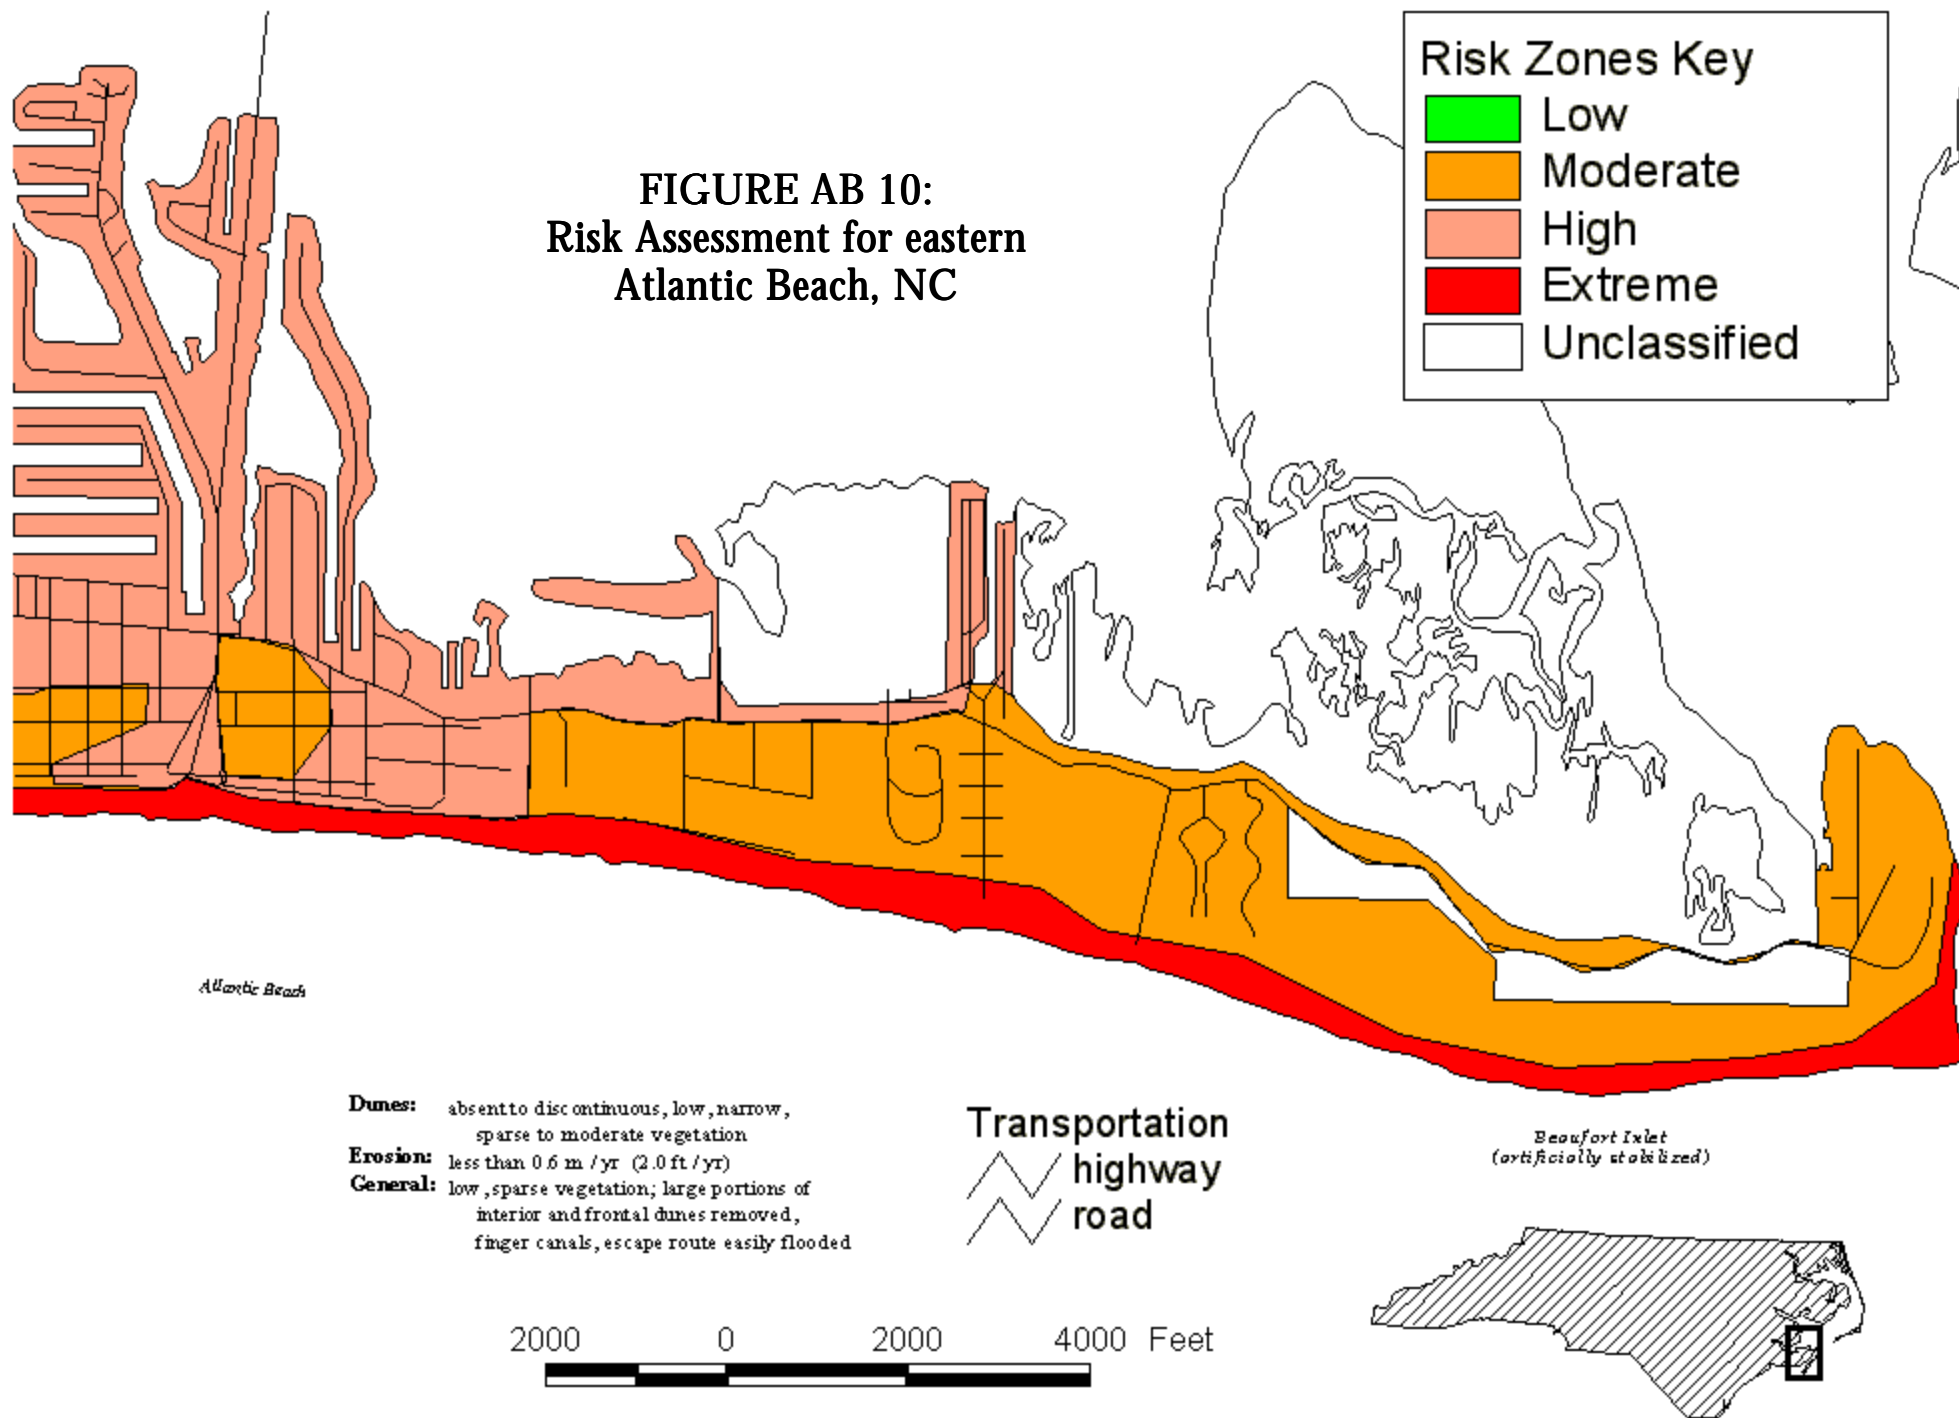 FIGURE AB 10:
Risk Assessment for eastern
Atlantic Beach, NC
Risk Zones Key
Low
Moderate
High
Extreme
Unclassified
Atlantic Beach
Dunes: absent to discontinuous, low, narrow,
sparse to moderate vegetation
Erosion: less than 0.6 m / yr (2.0 ft / yr)
General: low, sparse vegetation; large portions of
interior and frontal dunes removed,
finger canals, escape route easily flooded
Transportation
highway
road
Beaufort Inlet
(artificially stabilized)
2000 0 2000 4000 Feet